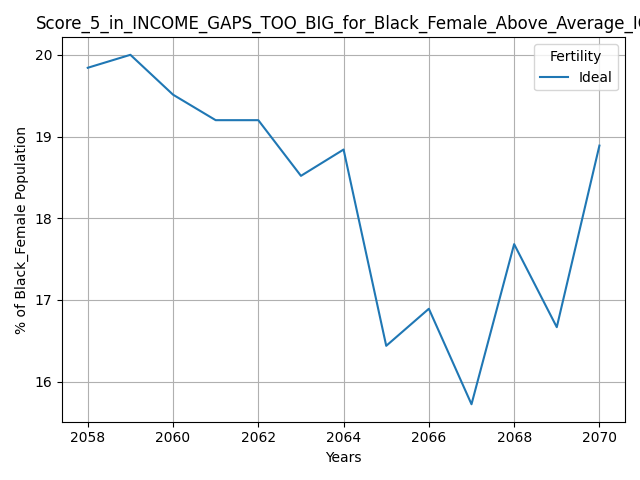 Score_5_in_INCOME_GAPS_TOO_BIG_for_Black_Female_Above_Average_I
Fertility
Ideal
20
19
18
17
16
% of Black_Female Population
2058 2060 2062 2064 2066 2068 2070
Years